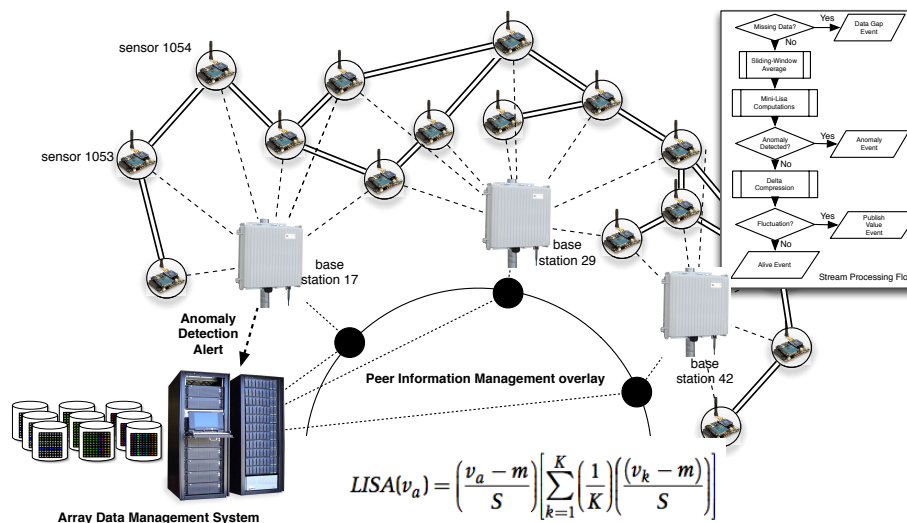 sensor 1054
sensor 1053
Missing Data?
Yes
Data Gap
Event
No
Sliding-Window
Average
Mini-Lisa
Computations
Anomaly
Detected?
Yes
Anomaly
Event
No
Delta
Compression
Fluctuation?
Yes
Publish
Value
Event
No
Alive Event
Stream Processing Flo
base
station 17
base
station 29
base
station 42
Anomaly
Detection
Alert
Peer Information Management overlay
Array Data Management System
LISA(v_a) = ((v_a − m)/S) [∑_{k=1}^{K} (1/K) ((v_k − m)/S)]